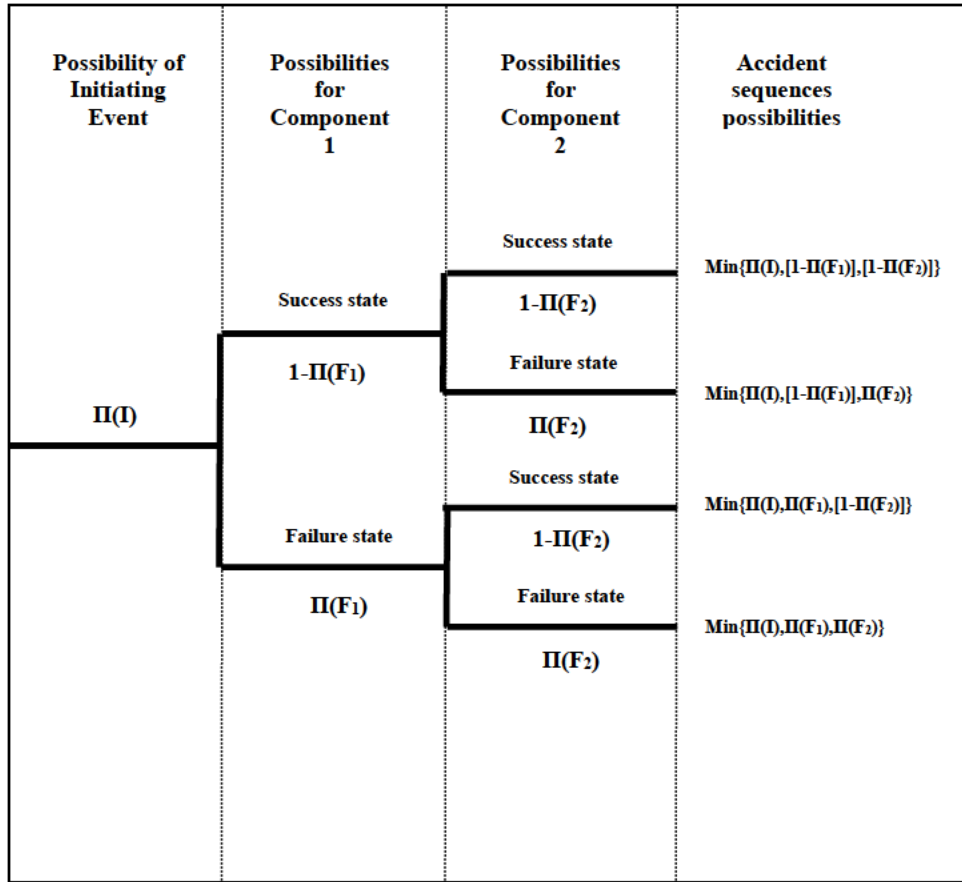 Possibility of
Initiating
Event
Possibilities
for
Component
1
Possibilities
for
Component
2
Accident
sequences
possibilities
Success state
Min{Π(I),[1-Π(F₁)],[1-Π(F₂)]}
Success state
1-Π(F₂)
Failure state
1-Π(F₁)
Min{Π(I),[1-Π(F₁)],Π(F₂)}
Π(I)
Π(F₂)
Success state
Min{Π(I),Π(F₁),[1-Π(F₂)]}
Failure state
1-Π(F₂)
Failure state
Π(F₁)
Min{Π(I),Π(F₁),Π(F₂)}
Π(F₂)